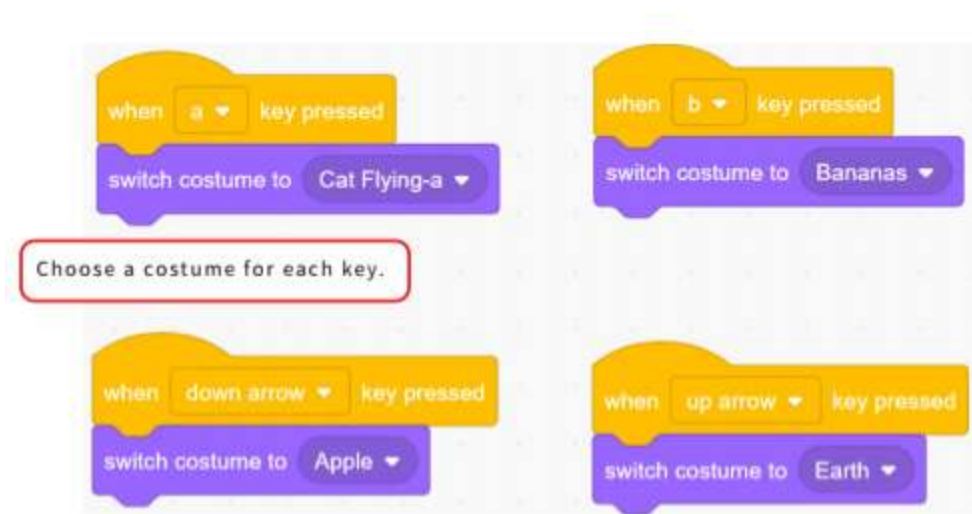 when a key pressed
switch costume to Cat Flying-a
when b key pressed
switch costume to Bananas
Choose a costume for each key.
when down arrow key pressed
switch costume to Apple
when up arrow key pressed
switch costume to Earth